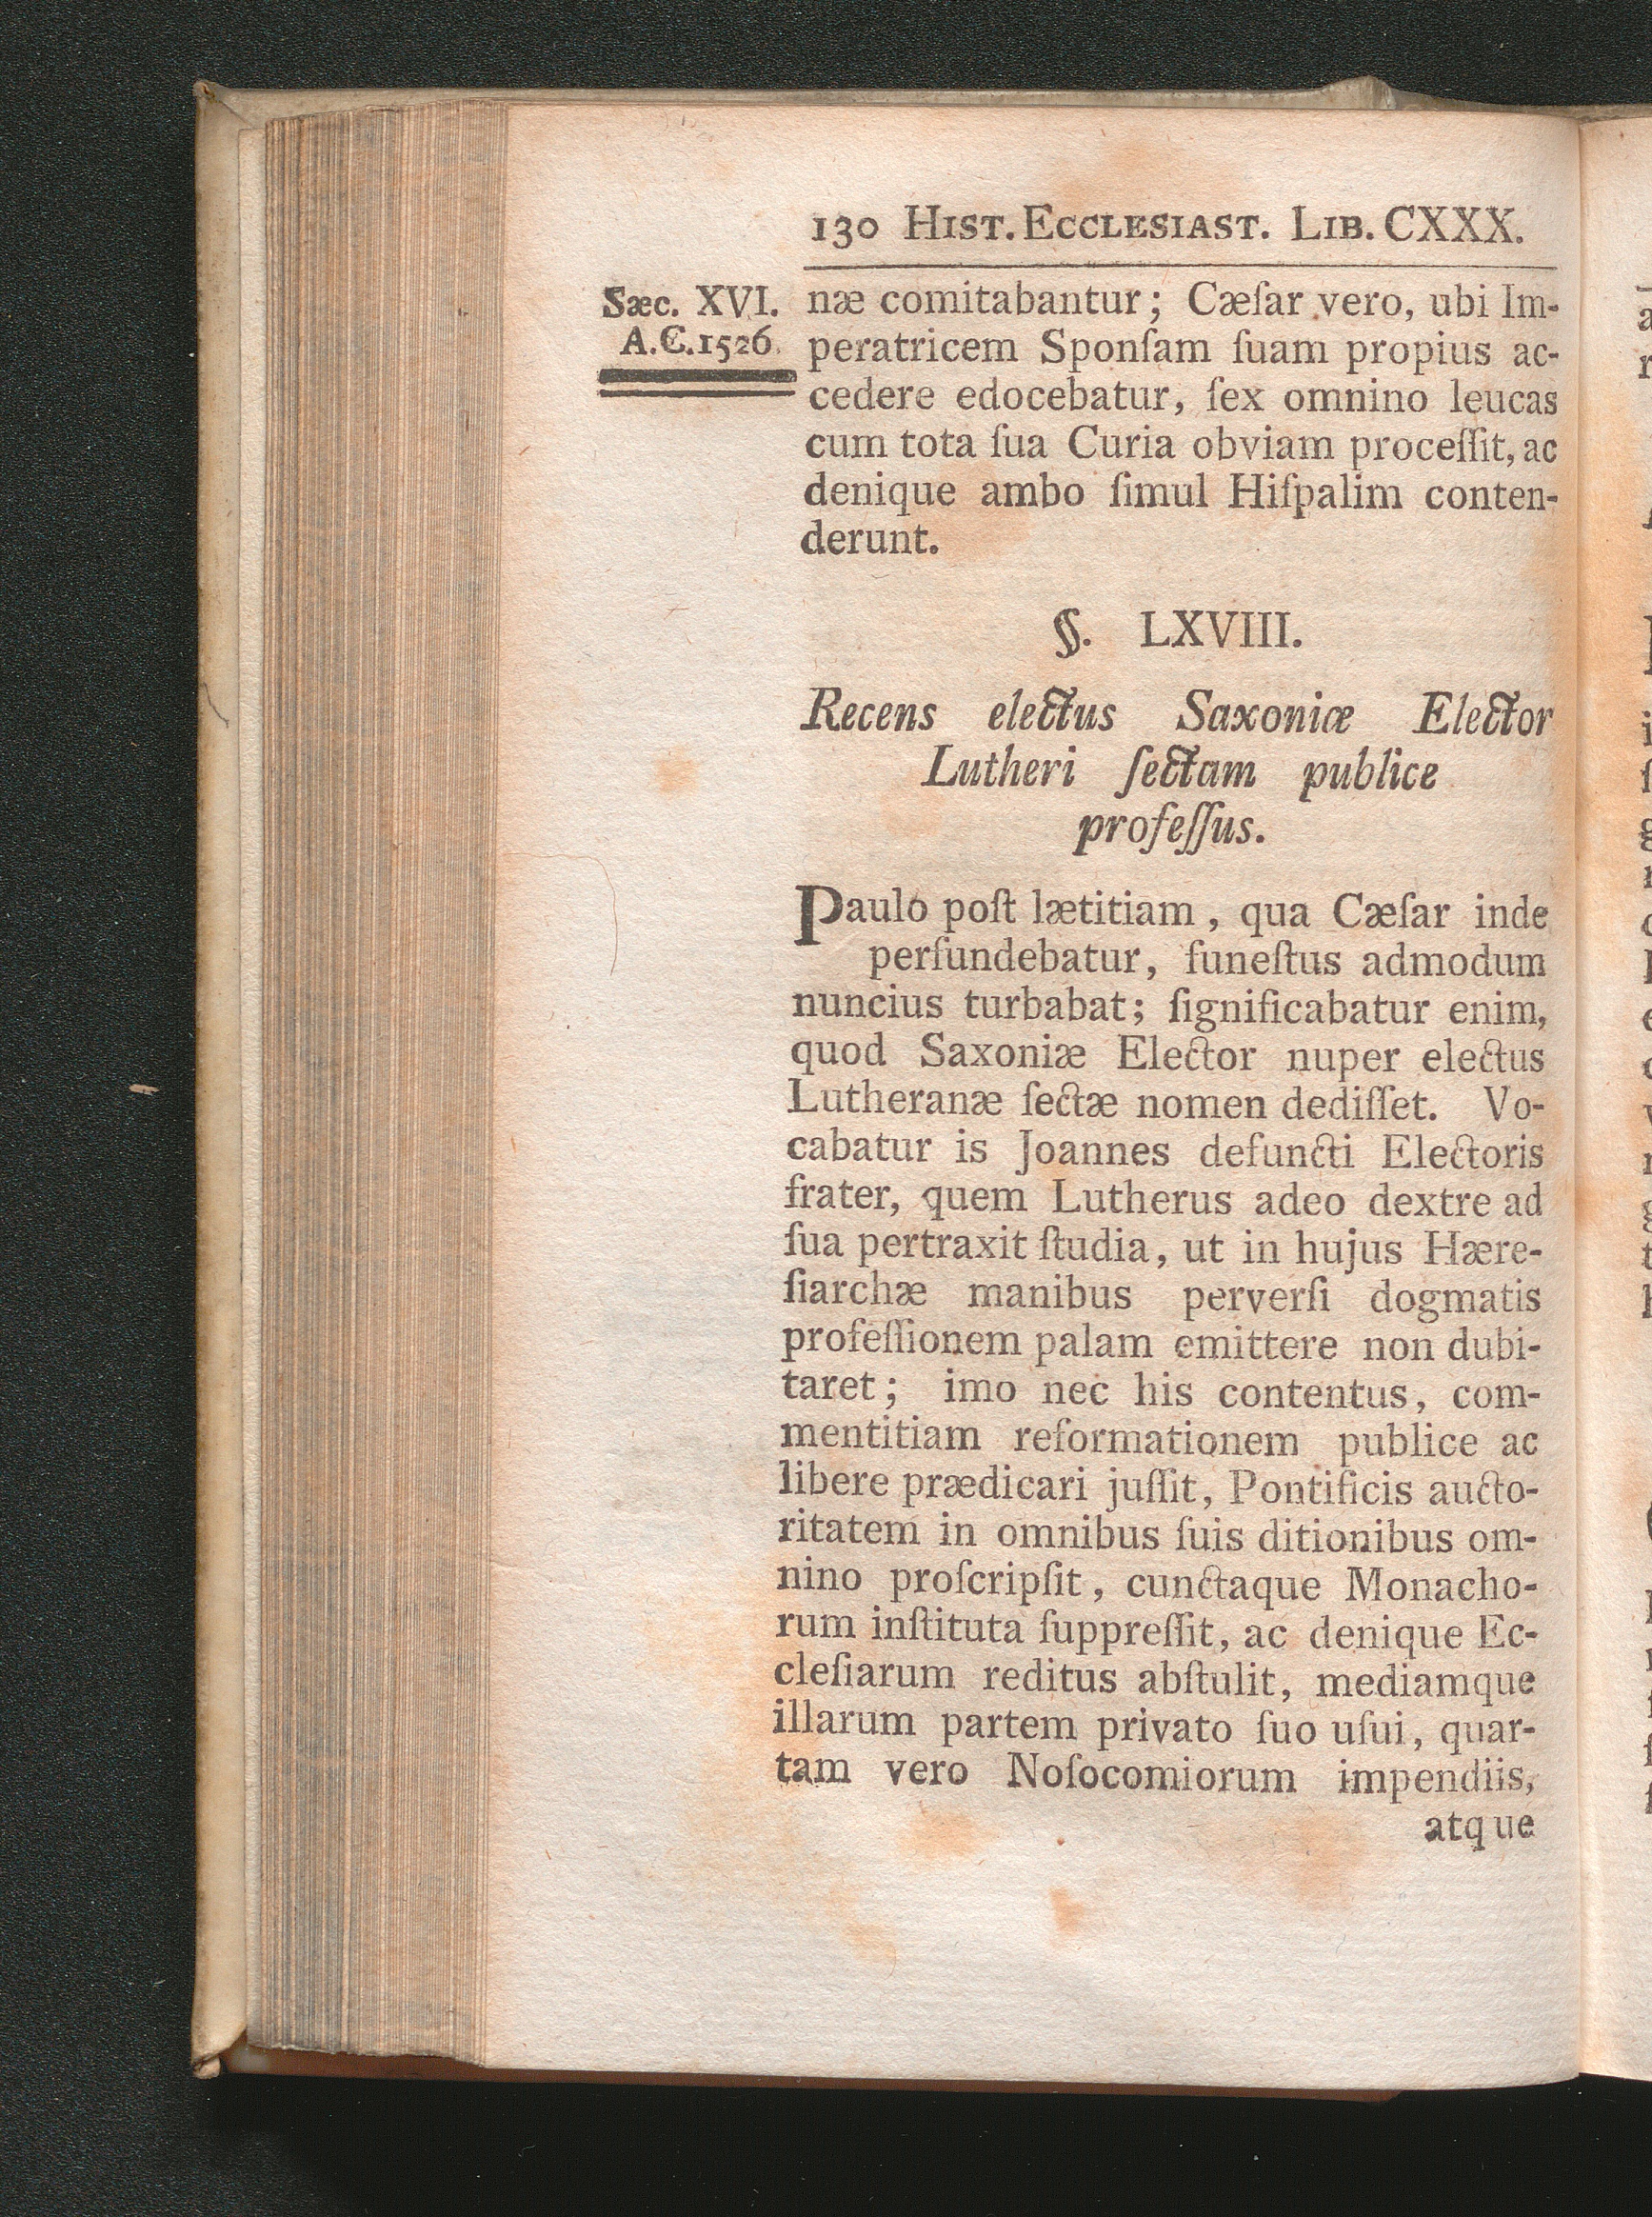 130 HIST. ECCLESIAST. LIB. CXXX.
Sæc. XVI.
A.C. 1526.
næ comitabantur; Cæſar vero, ubi Im-
peratricem Sponſam ſuam propius ac-
cedere edocebatur, ſex omnino leucas
cum tota ſua Curia obviam proceſſit, ac
denique ambo ſimul Hiſpalim conten-
derunt.
§. LXVIII.
Recens electus Saxoniæ Elector
Lutheri ſectam publice
profeſſus.
Paulo poſt lætitiam, qua Cæſar inde
perfundebatur, funeſtus admodum
nuncius turbabat; ſignificabatur enim,
quod Saxoniæ Elector nuper electus
Lutheranæ ſectæ nomen dediſſet. Vo-
cabatur is Joannes defuncti Electoris
frater, quem Lutherus adeo dextre ad
ſua pertraxit ſtudia, ut in hujus Hære-
ſiarchæ manibus perverſi dogmatis
profeſſionem palam emittere non dubi-
taret; imo nec his contentus, com-
mentitiam reformationem publice ac
libere prædicari juſſit, Pontificis aucto-
ritatem in omnibus ſuis ditionibus om-
nino proſcripſit, cunctaque Monacho-
rum inſtituta ſuppreſſit, ac denique Ec-
cleſiarum reditus abſtulit, mediamque
illarum partem privato ſuo uſui, quar-
tam vero Noſocomiorum impendiis,
atque